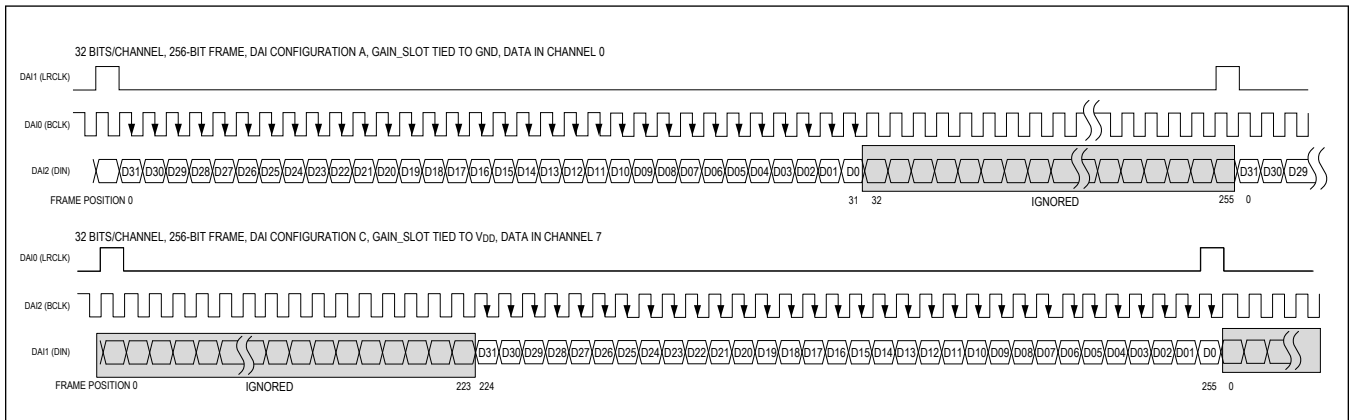 32 BITS/CHANNEL, 256-BIT FRAME, DAI CONFIGURATION A, GAIN_SLOT TIED TO GND, DATA IN CHANNEL 0
DAI1 (LRCLK)
DAI0 (BCLK)
DAI2 (DIN) D31 D30 D29 D28 D27 D26 D25 D24 D23 D22 D21 D20 D19 D18 D17 D16 D15 D14 D13 D12 D11 D10 D09 D08 D07 D06 D05 D04 D03 D02 D01 D0 D31 D30 D29
FRAME POSITION 0 31 32 IGNORED 255 0
32 BITS/CHANNEL, 256-BIT FRAME, DAI CONFIGURATION C, GAIN_SLOT TIED TO VDD, DATA IN CHANNEL 7
DAI0 (LRCLK)
DAI2 (BCLK)
DAI1 (DIN) D31 D30 D29 D28 D27 D26 D25 D24 D23 D22 D21 D20 D19 D18 D17 D16 D15 D14 D13 D12 D11 D10 D09 D08 D07 D06 D05 D04 D03 D02 D01 D0
FRAME POSITION 0 IGNORED 223 224 255 0